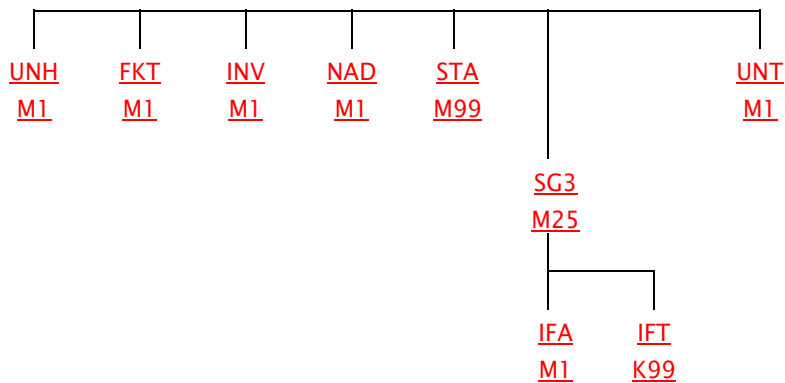 UNH FKT INV NAD STA UNT
M1 M1 M1 M1 M99 M1
SG3
M25
IFA IFT
M1 K99